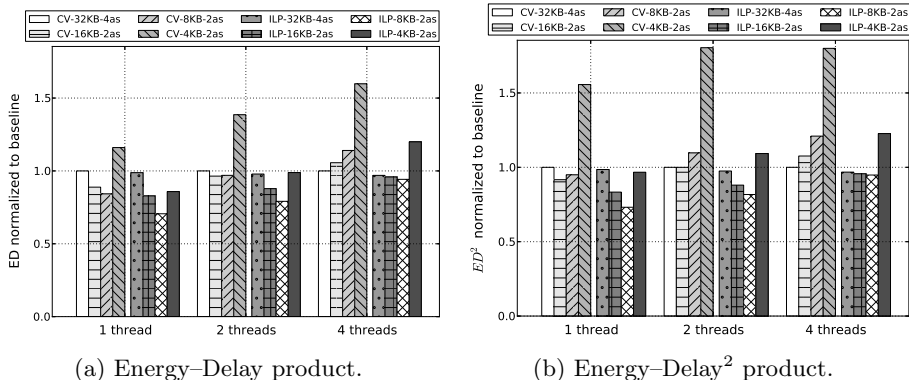 CV-32KB-4as CV-8KB-2as ILP-32KB-4as ILP-8KB-2as
CV-16KB-2as CV-4KB-2as ILP-16KB-2as ILP-4KB-2as
ED normalized to baseline
1.5
1.0
0.5
0.0
1 thread 2 threads 4 threads
(a) Energy–Delay product.
CV-32KB-4as CV-8KB-2as ILP-32KB-4as ILP-8KB-2as
CV-16KB-2as CV-4KB-2as ILP-16KB-2as ILP-4KB-2as
ED² normalized to baseline
1.5
1.0
0.5
0.0
1 thread 2 threads 4 threads
(b) Energy–Delay² product.